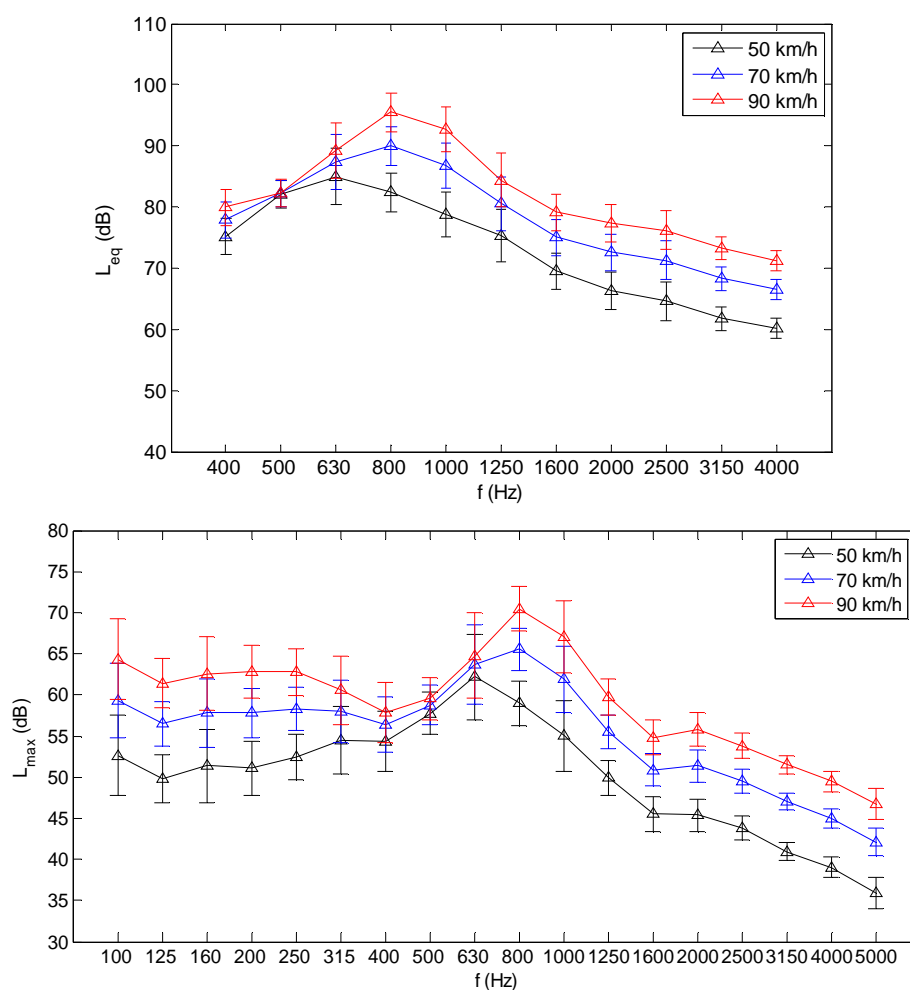 110
100
90
80
70
60
50
40
L_eq (dB)
400 500 630 800 1000 1250 1600 2000 2500 3150 4000
f (Hz)
50 km/h
70 km/h
90 km/h
80
75
70
65
60
55
50
45
40
35
30
L_max (dB)
100 125 160 200 250 315 400 500 630 800 1000 1250 1600 2000 2500 3150 4000 5000
f (Hz)
50 km/h
70 km/h
90 km/h